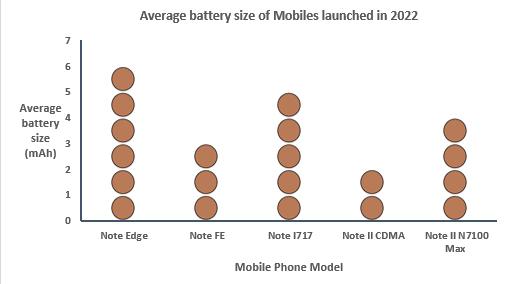 Average battery size of Mobiles launched in 2022
7
6
5
4
3
2
1
0
Average
battery
size
(mAh)
Note Edge
Note FE
Note I717
Note II CDMA
Note II N7100
Max
Mobile Phone Model